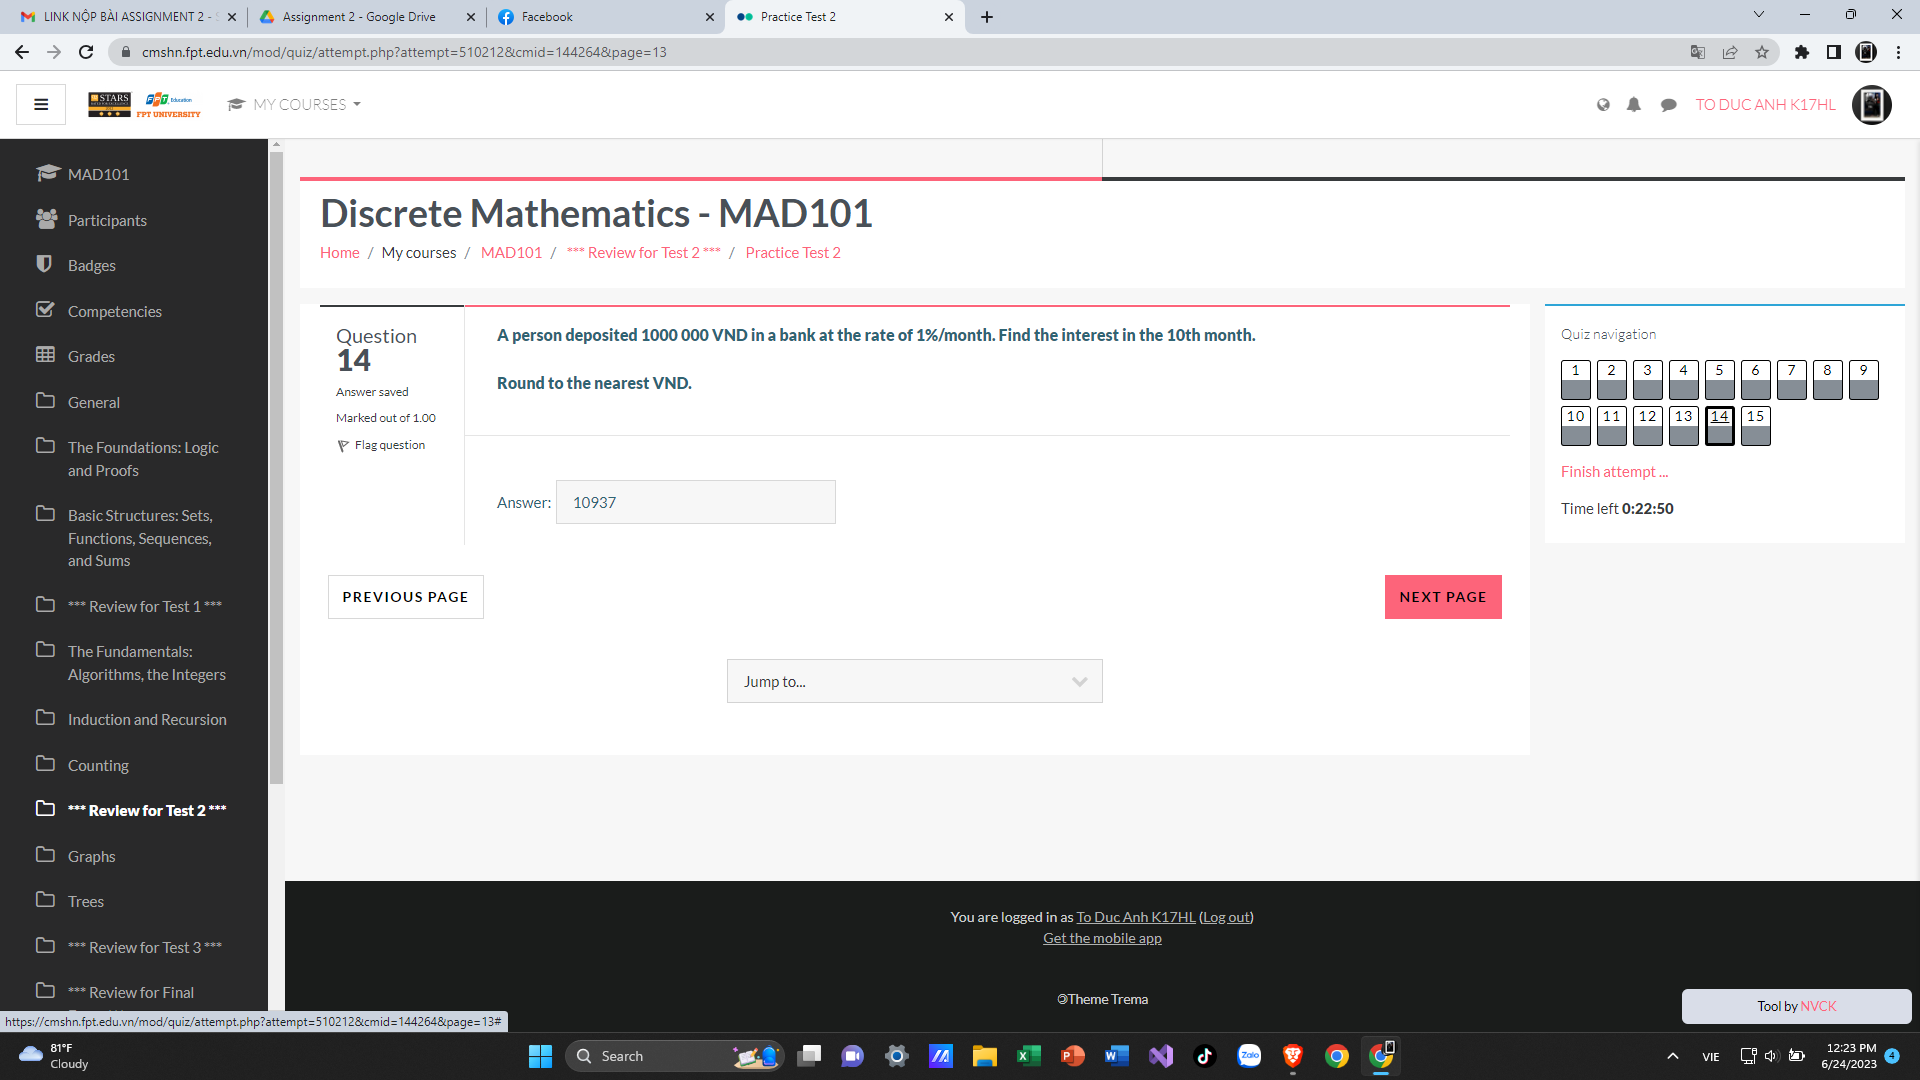 LINK NỘP BÀI ASSIGNMENT 2 -
Assignment 2 - Google Drive
Facebook
Practice Test 2
cmshn.fpt.edu.vn/mod/quiz/attempt.php?attempt=510212&cmid=144264&page=13
STARS
FPT Education
FPT UNIVERSITY
MY COURSES
TO DUC ANH K17HL
MAD101
Participants
Badges
Competencies
Grades
General
The Foundations: Logic
and Proofs
Basic Structures: Sets,
Functions, Sequences,
and Sums
*** Review for Test 1 ***
The Fundamentals:
Algorithms, the Integers
Induction and Recursion
Counting
*** Review for Test 2 ***
Graphs
Trees
*** Review for Test 3 ***
*** Review for Final
Discrete Mathematics - MAD101
Home / My courses / MAD101 / *** Review for Test 2 *** / Practice Test 2
Question
14
Answer saved
Marked out of 1.00
Flag question
A person deposited 1000 000 VND in a bank at the rate of 1%/month. Find the interest in the 10th month.
Round to the nearest VND.
Answer: 10937
PREVIOUS PAGE
NEXT PAGE
Jump to...
Quiz navigation
1 2 3 4 5 6 7 8 9
10 11 12 13 14 15
Finish attempt ...
Time left 0:22:50
You are logged in as To Duc Anh K17HL (Log out)
Get the mobile app
©Theme Trema
Tool by NVCK
https://cmshn.fpt.edu.vn/mod/quiz/attempt.php?attempt=510212&cmid=144264&page=13#
81°F
Cloudy
Search
Zalo
VIE
12:23 PM
6/24/2023
4